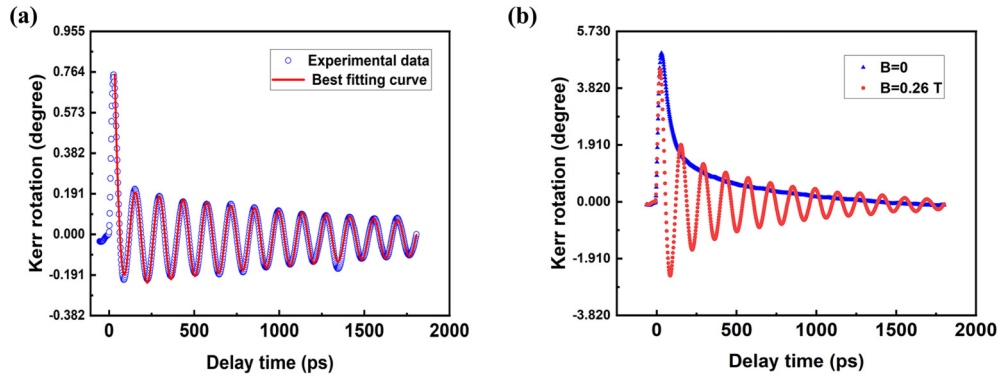 (a)
Kerr rotation (degree)
0.955
0.764
0.573
0.382
0.191
0.000
-0.191
-0.382
Experimental data
Best fitting curve
0
500
1000
1500
2000
Delay time (ps)
(b)
Kerr rotation (degree)
5.730
3.820
1.910
0.000
-1.910
-3.820
B=0
B=0.26 T
0
500
1000
1500
2000
Delay time (ps)